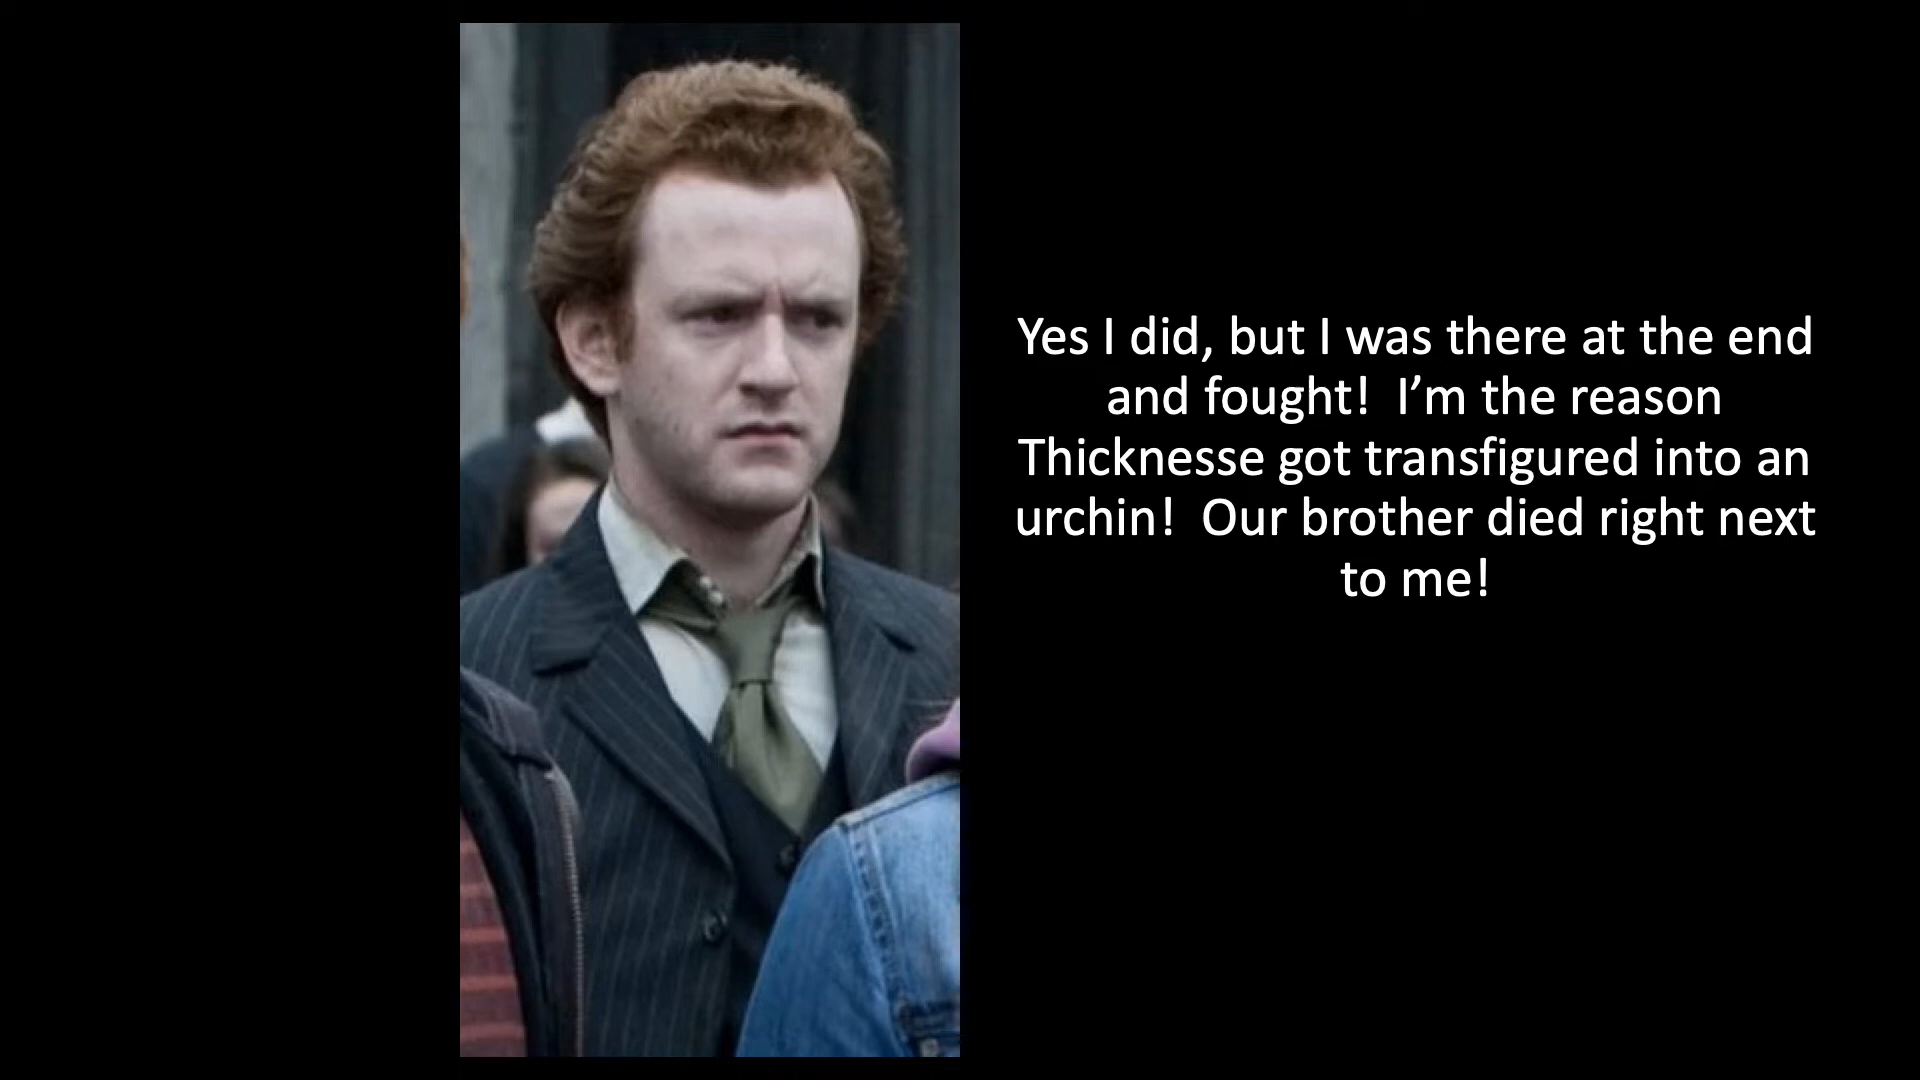 Yes I did, but I was there at the end
and fought!  I’m the reason
Thicknesse got transfigured into an
urchin!  Our brother died right next
to me!